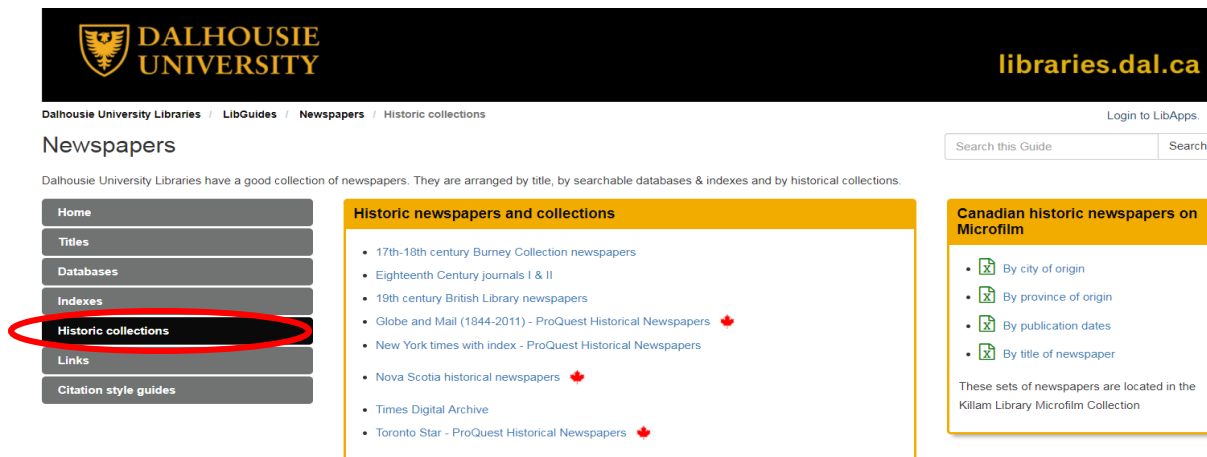 DALHOUSIE
UNIVERSITY
libraries.dal.ca
Dalhousie University Libraries / LibGuides / Newspapers / Historic collections
Login to LibApps.
Newspapers
Search this Guide
Search
Dalhousie University Libraries have a good collection of newspapers. They are arranged by title, by searchable databases & indexes and by historical collections.
Home
Titles
Databases
Indexes
Historic collections
Links
Citation style guides
Historic newspapers and collections
• 17th-18th century Burney Collection newspapers
• Eighteenth Century journals I & II
• 19th century British Library newspapers
• Globe and Mail (1844-2011) - ProQuest Historical Newspapers
• New York times with index - ProQuest Historical Newspapers
• Nova Scotia historical newspapers
• Times Digital Archive
• Toronto Star - ProQuest Historical Newspapers
Canadian historic newspapers on
Microfilm
• By city of origin
• By province of origin
• By publication dates
• By title of newspaper
These sets of newspapers are located in the
Killam Library Microfilm Collection